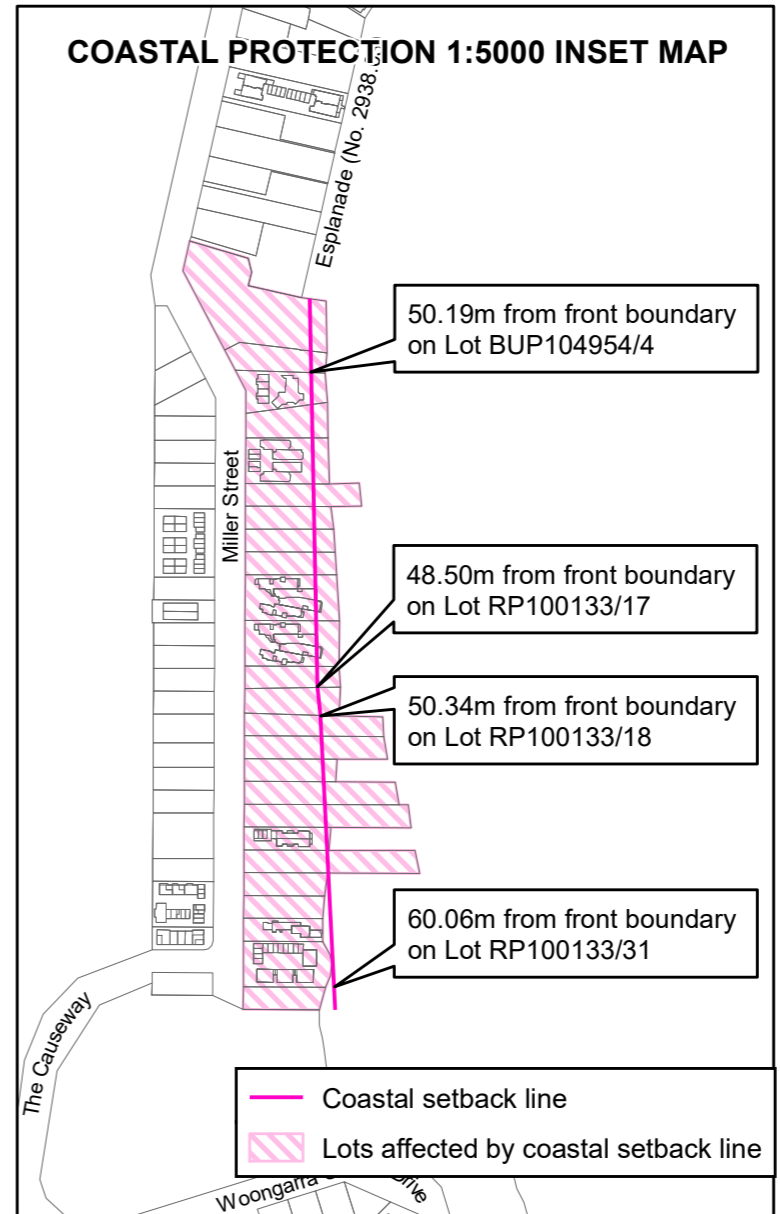 COASTAL PROTECTION 1:5000 INSET MAP
Esplanade (No. 2938.
50.19m from front boundary
on Lot BUP104954/4
Miller Street
48.50m from front boundary
on Lot RP100133/17
50.34m from front boundary
on Lot RP100133/18
60.06m from front boundary
on Lot RP100133/31
The Causeway
Coastal setback line
Lots affected by coastal setback line
Woongarra